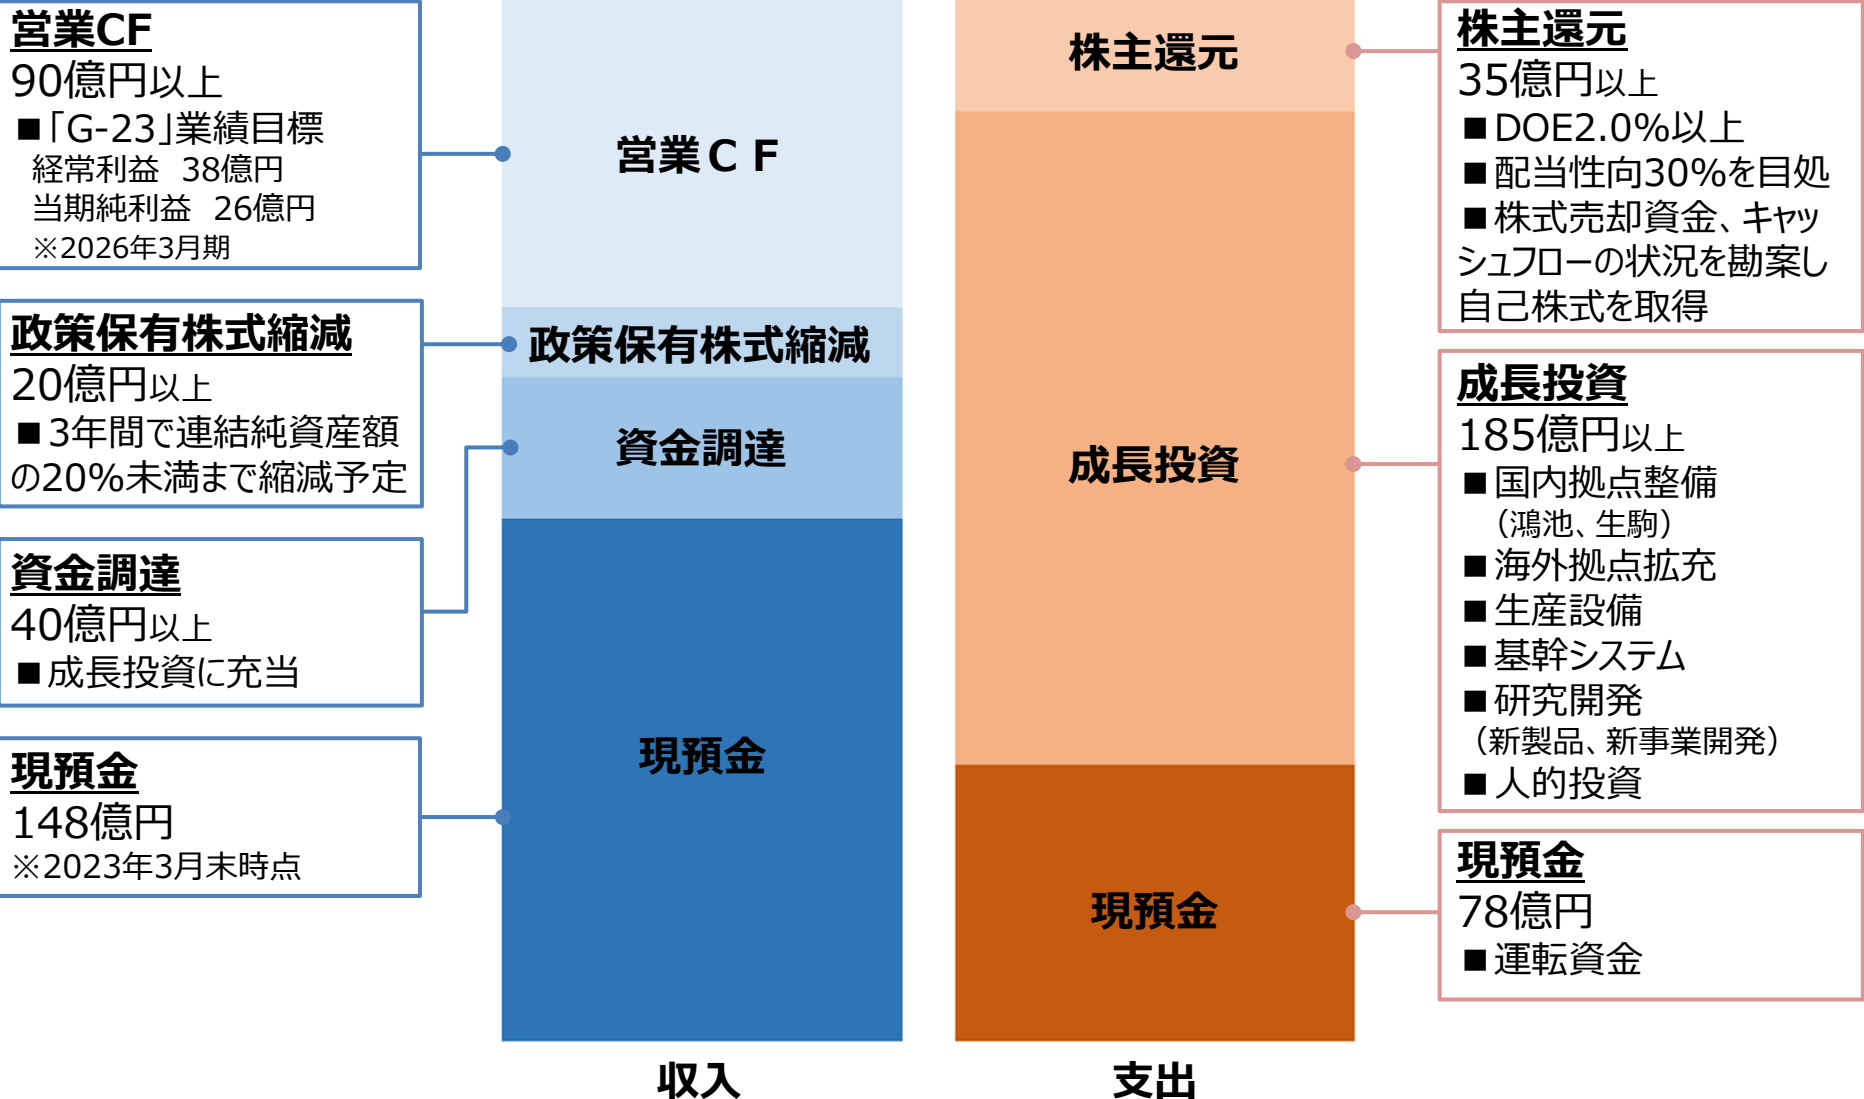 営業CF
90億円以上
■「G-23」業績目標
経常利益 38億円
当期純利益 26億円
※2026年3月期
政策保有株式縮減
20億円以上
■3年間で連結純資産額
の20%未満まで縮減予定
資金調達
40億円以上
■成長投資に充当
現預金
148億円
※2023年3月末時点
営業CF
政策保有株式縮減
資金調達
現預金
収入
株主還元
成長投資
現預金
支出
株主還元
35億円以上
■DOE2.0%以上
■配当性向30%を目処
■株式売却資金、キャッ
シュフローの状況を勘案し
自己株式を取得
成長投資
185億円以上
■国内拠点整備
（鴻池、生駒）
■海外拠点拡充
■生産設備
■基幹システム
■研究開発
（新製品、新事業開発）
■人的投資
現預金
78億円
■運転資金